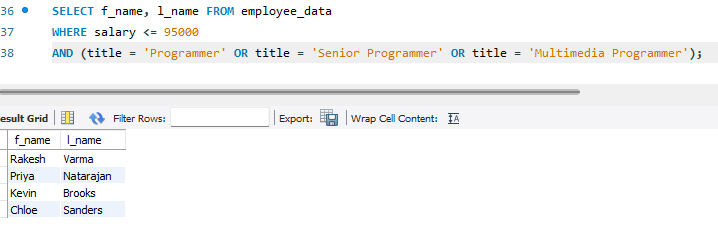 36 SELECT f_name, l_name FROM employee_data
37 WHERE salary <= 95000
38 AND (title = 'Programmer' OR title = 'Senior Programmer' OR title = 'Multimedia Programmer');
esult Grid Filter Rows: Export: Wrap Cell Content:
f_name l_name
Rakesh Varma
Priya Natarajan
Kevin Brooks
Chloe Sanders